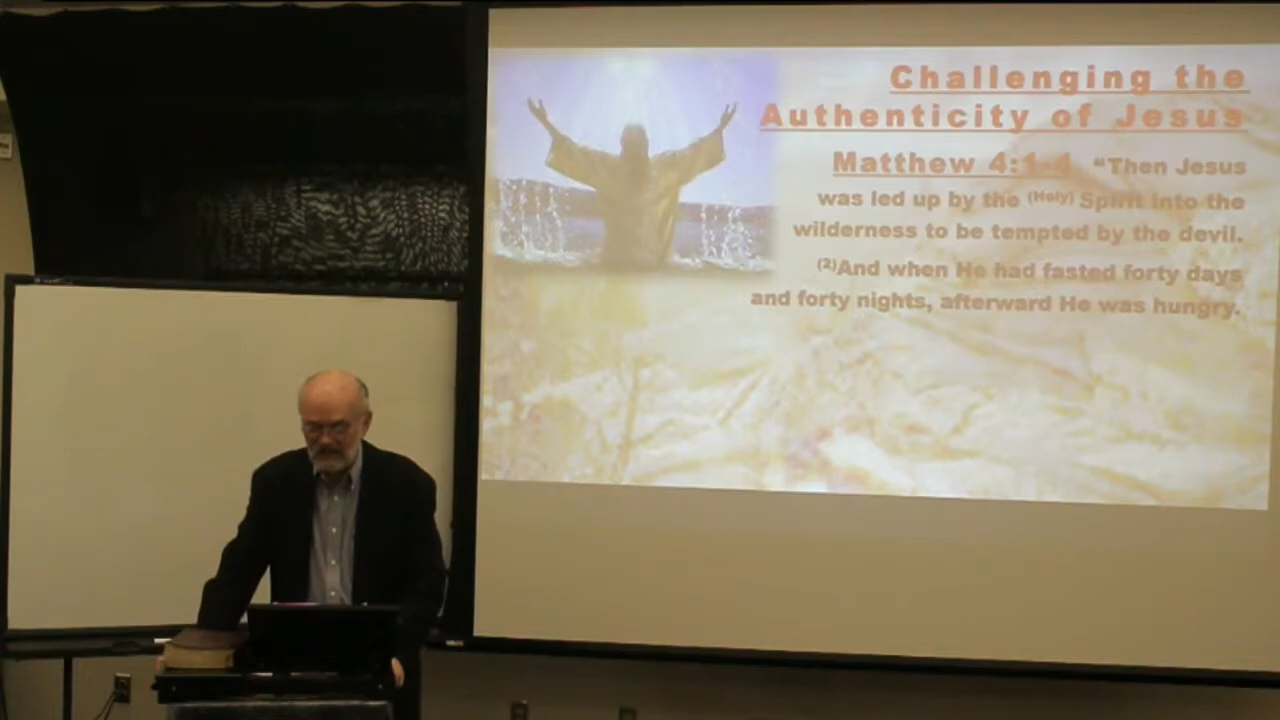 Challenging the
Authenticity of Jesus
Matthew 4:1-4 “Then Jesus
was led up by the (Holy) Spirit into the
wilderness to be tempted by the devil.
(2)And when He had fasted forty days
and forty nights, afterward He was hungry.